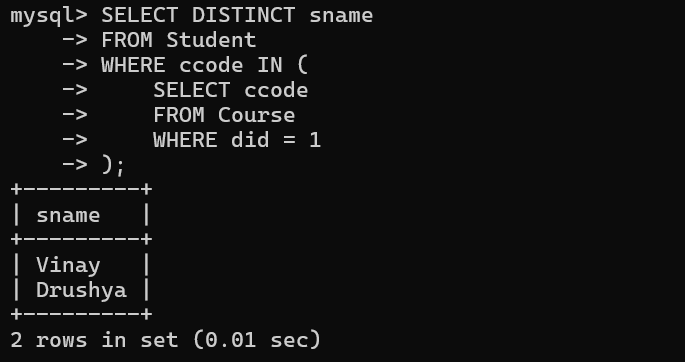 mysql> SELECT DISTINCT sname
    -> FROM Student
    -> WHERE ccode IN (
    ->     SELECT ccode
    ->     FROM Course
    ->     WHERE did = 1
    -> );
+---------+
| sname   |
+---------+
| Vinay   |
| Drushya |
+---------+
2 rows in set (0.01 sec)